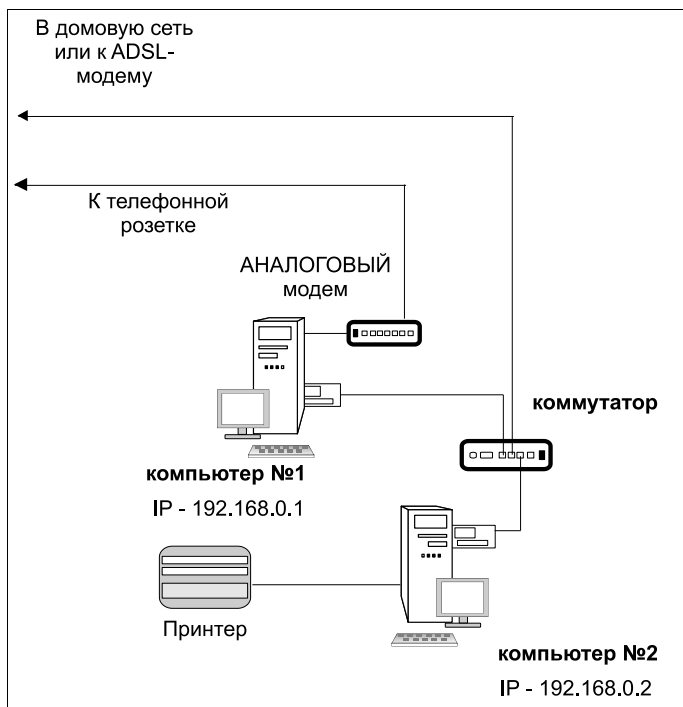 В домовую сеть
или к ADSL-
модему
К телефонной
розетке
АНАЛОГОВЫЙ
модем
коммутатор
компьютер №1
IP - 192.168.0.1
Принтер
компьютер №2
IP - 192.168.0.2